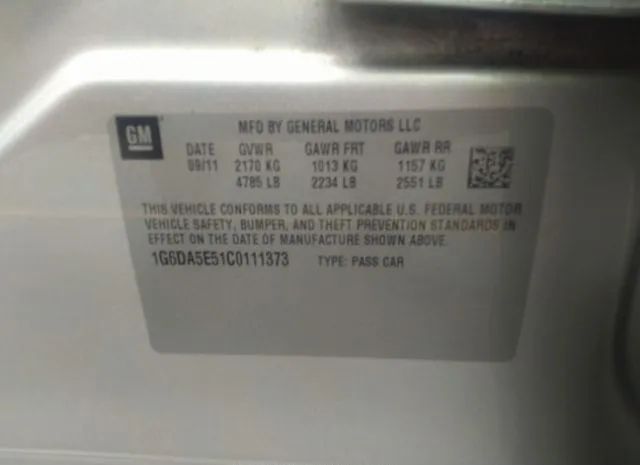 GM
MFD BY GENERAL MOTORS LLC
DATE GVWR GAWR FRT GAWR RR
09/11 2170 KG 1013 KG 1157 KG
4785 LB 2234 LB 2551 LB
THIS VEHICLE CONFORMS TO ALL APPLICABLE U.S. FEDERAL MOTOR
VEHICLE SAFETY, BUMPER, AND THEFT PREVENTION STANDARDS IN
EFFECT ON THE DATE OF MANUFACTURE SHOWN ABOVE.
1G6DA5E51C0111373 TYPE: PASS CAR